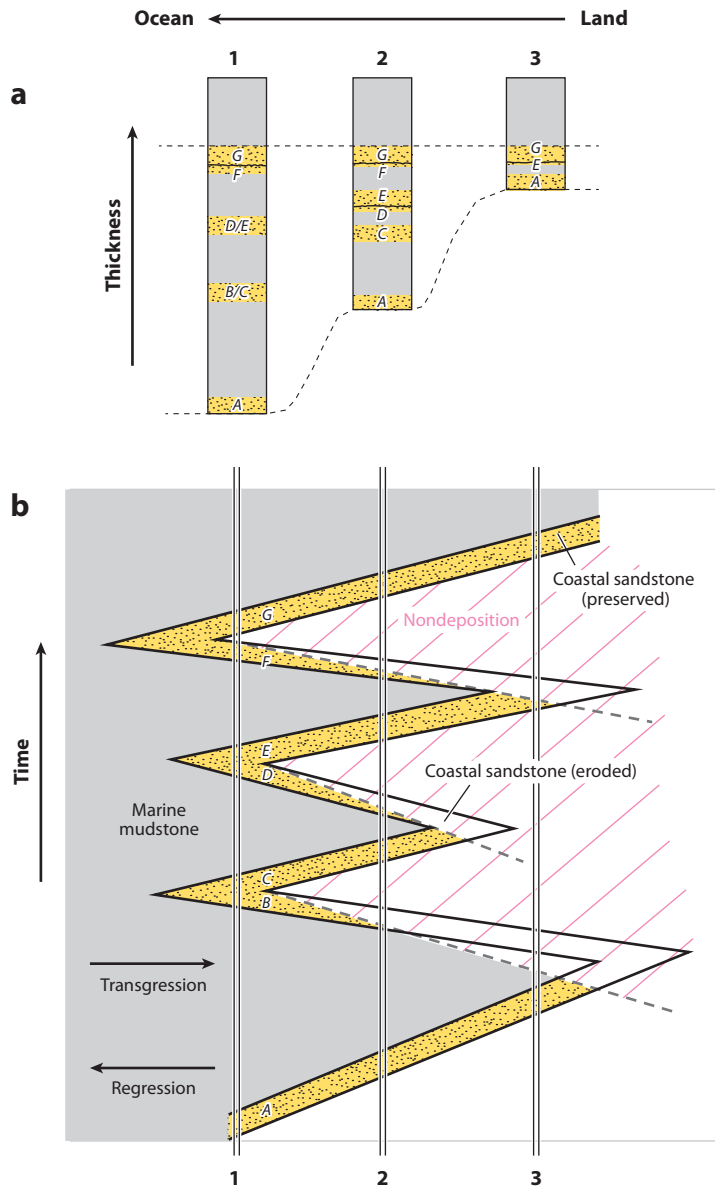 Ocean
Land
1
2
3
a
Thickness
G
F
D/E
B/C
A
G
F
E
D
C
A
G
E
A
b
Time
G
Coastal sandstone
(preserved)
Nondeposition
F
E
D
Coastal sandstone (eroded)
Marine
mudstone
C
B
Transgression
Regression
A
1
2
3